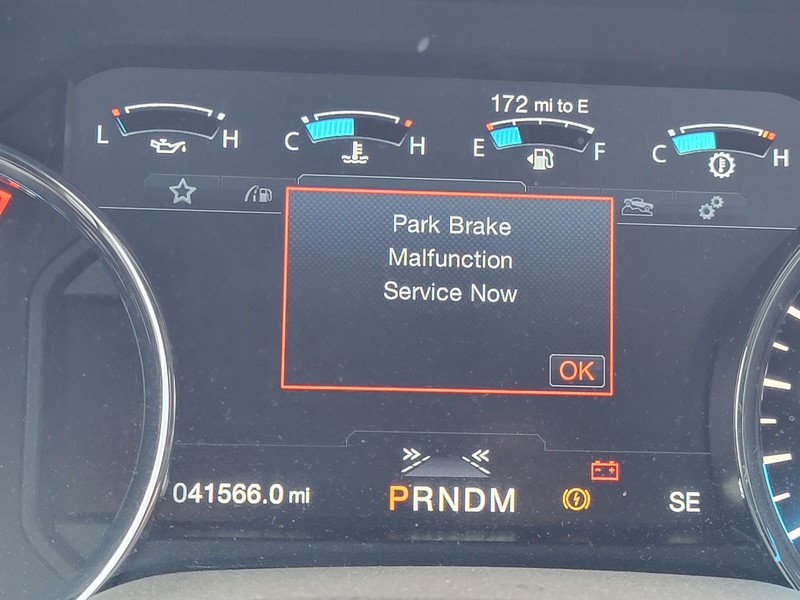 172 mi to E
L H C H E F C H
Park Brake
Malfunction
Service Now
OK
041566.0 mi
PRNDM
SE